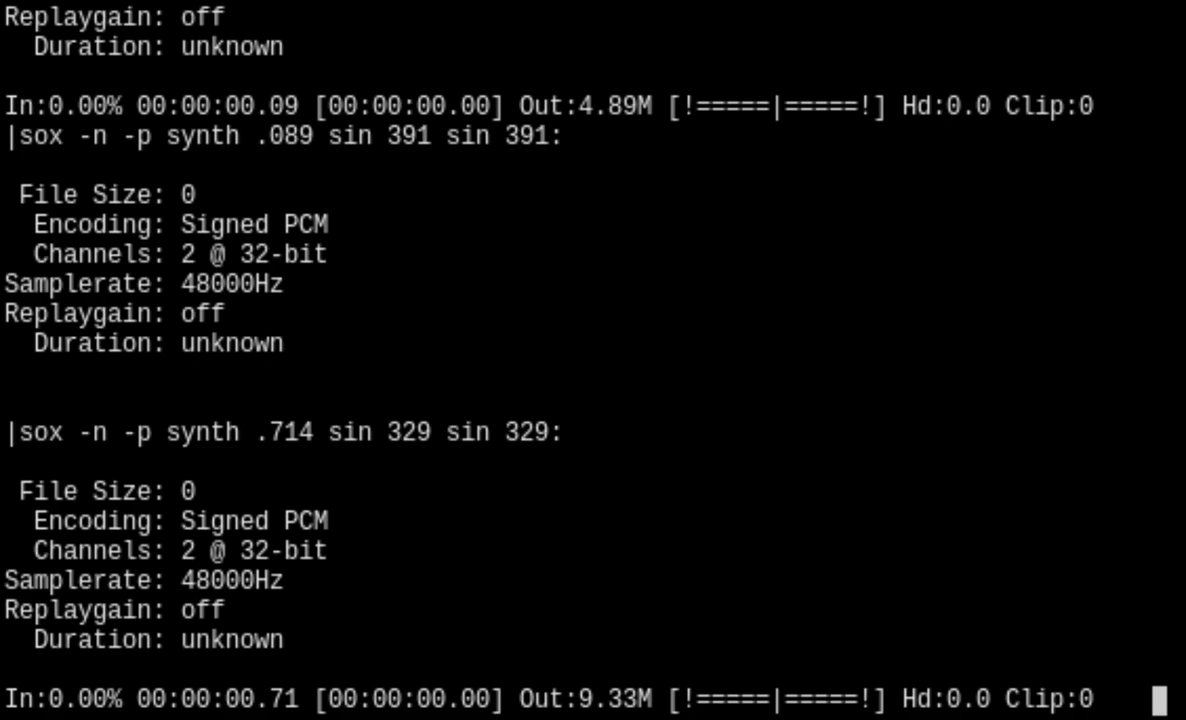 Replaygain: off
  Duration: unknown

In:0.00% 00:00:00.09 [00:00:00.00] Out:4.89M [!=====|=====!] Hd:0.0 Clip:0
|sox -n -p synth .089 sin 391 sin 391:

 File Size: 0
  Encoding: Signed PCM
  Channels: 2 @ 32-bit
Samplerate: 48000Hz
Replaygain: off
  Duration: unknown


|sox -n -p synth .714 sin 329 sin 329:

 File Size: 0
  Encoding: Signed PCM
  Channels: 2 @ 32-bit
Samplerate: 48000Hz
Replaygain: off
  Duration: unknown

In:0.00% 00:00:00.71 [00:00:00.00] Out:9.33M [!=====|=====!] Hd:0.0 Clip:0